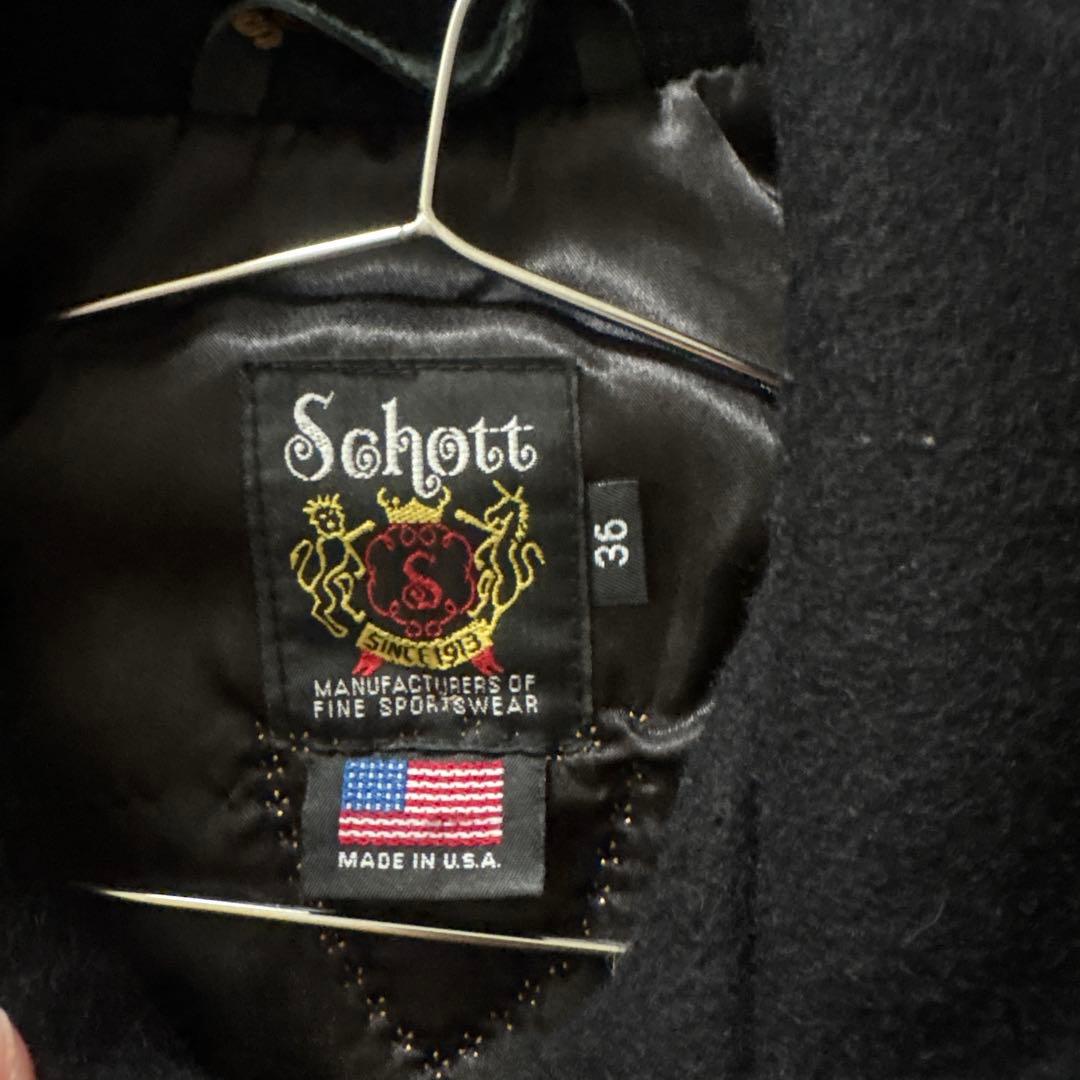 Schott
S
SINCE 1913
MANUFACTURERS OF
FINE SPORTSWEAR
36
MADE IN U.S.A.